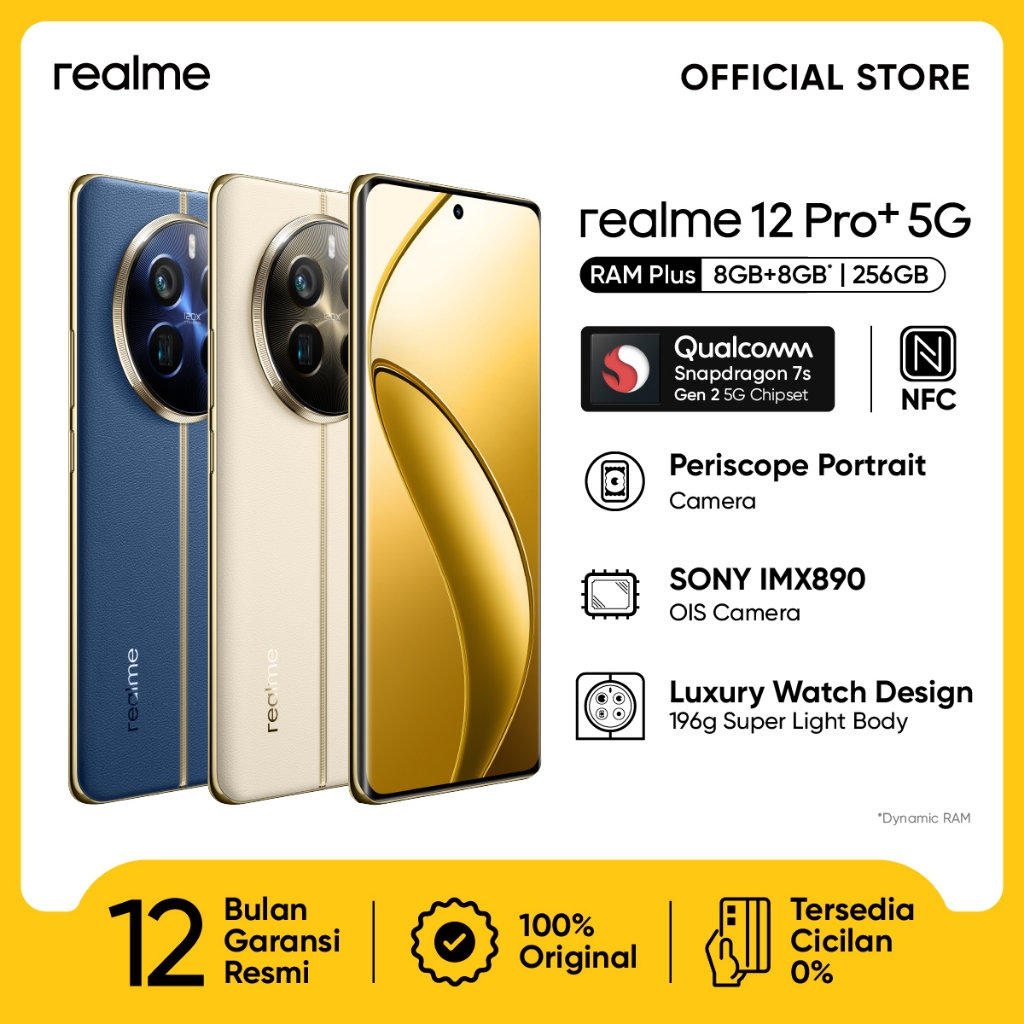 realme
OFFICIAL STORE
realme 12 Pro+ 5G
RAM Plus 8GB+8GB* | 256GB
Qualcomm
Snapdragon 7s
Gen 2 5G Chipset
NFC
Periscope Portrait
Camera
SONY IMX890
OIS Camera
Luxury Watch Design
196g Super Light Body
120X
120X
realme
realme
*Dynamic RAM
12 Bulan
Garansi
Resmi
100%
Original
Tersedia
Cicilan
0%